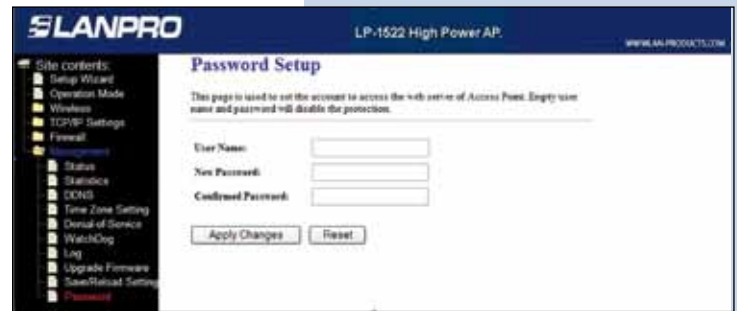 LANPRO
LP-1522 High Power AP.
WWW.LAN-PRODUCTS.COM
Site contents:
Setup Wizard
Operation Mode
Wireless
TCP/IP Settings
Firewall
Management
Status
Statistics
DDNS
Time Zone Setting
Denial-of-Service
WatchDog
Log
Upgrade Firmware
Save/Reload Setting
Password
Password Setup
This page is used to set the account to access the web server of Access Point. Empty user
name and password will disable the protection.
User Name:
New Password:
Confirmed Password:
Apply Changes
Reset